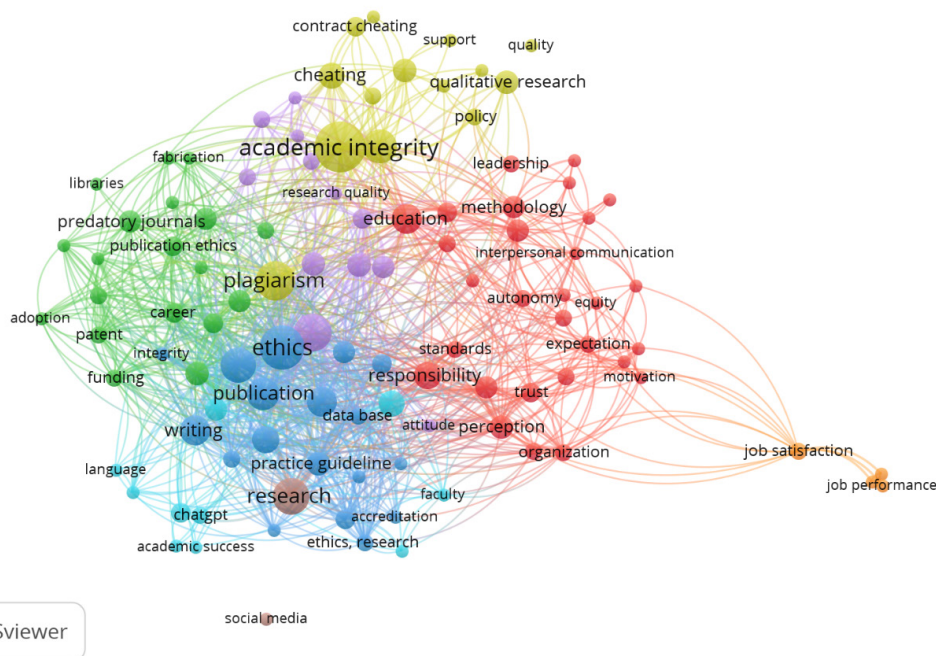 contract cheating
support
quality
cheating
qualitative research
policy
academic integrity
fabrication
leadership
libraries
research quality
methodology
predatory journals
education
publication ethics
interpersonal communication
plagiarism
autonomy
equity
adoption
career
patent
ethics
expectation
integrity
standards
funding
responsibility
motivation
publication
trust
data base
writing
attitude
perception
organization
job satisfaction
language
practice guideline
job performance
research
faculty
chatgpt
accreditation
academic success
ethics, research
social media
Sviewer